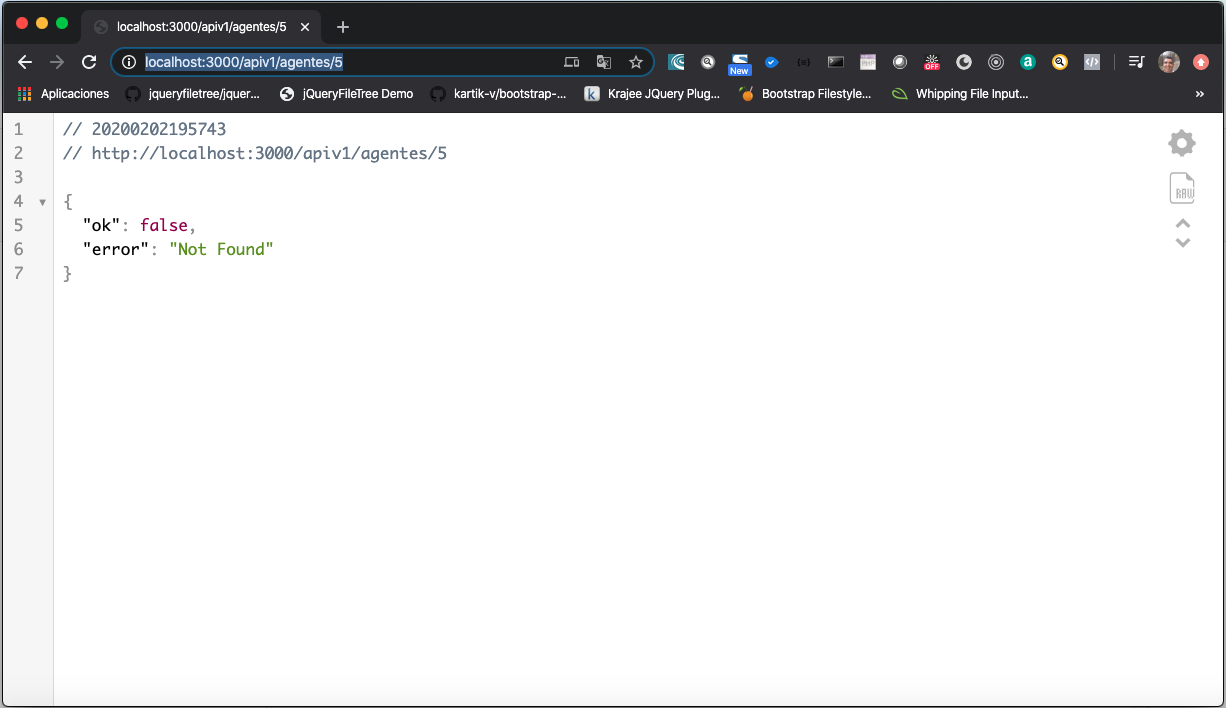 localhost:3000/apiv1/agentes/5
localhost:3000/apiv1/agentes/5
New
OFF
Aplicaciones jqueryfiletree/jquer... jQueryFileTree Demo kartik-v/bootstrap-... Krajee JQuery Plug... Bootstrap Filestyle... Whipping File Input... »
1 // 20200202195743
2 // http://localhost:3000/apiv1/agentes/5
3
4 {
5 "ok": false,
6 "error": "Not Found"
7 }
RAW